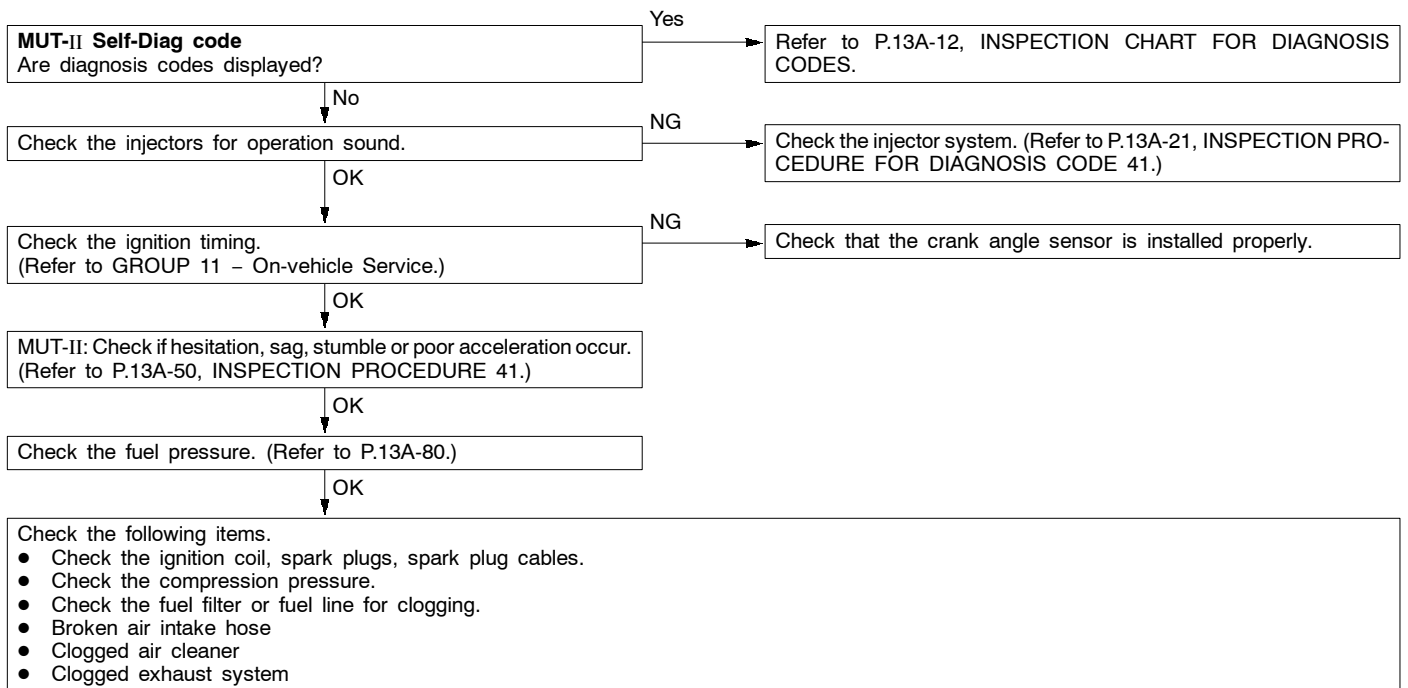 MUT-II Self-Diag code
Are diagnosis codes displayed?
Yes
Refer to P.13A-12, INSPECTION CHART FOR DIAGNOSIS
CODES.
No
Check the injectors for operation sound.
NG
Check the injector system. (Refer to P.13A-21, INSPECTION PRO-
CEDURE FOR DIAGNOSIS CODE 41.)
OK
Check the ignition timing.
(Refer to GROUP 11 – On-vehicle Service.)
NG
Check that the crank angle sensor is installed properly.
OK
MUT-II: Check if hesitation, sag, stumble or poor acceleration occur.
(Refer to P.13A-50, INSPECTION PROCEDURE 41.)
OK
Check the fuel pressure. (Refer to P.13A-80.)
OK
Check the following items.
● Check the ignition coil, spark plugs, spark plug cables.
● Check the compression pressure.
● Check the fuel filter or fuel line for clogging.
● Broken air intake hose
● Clogged air cleaner
● Clogged exhaust system